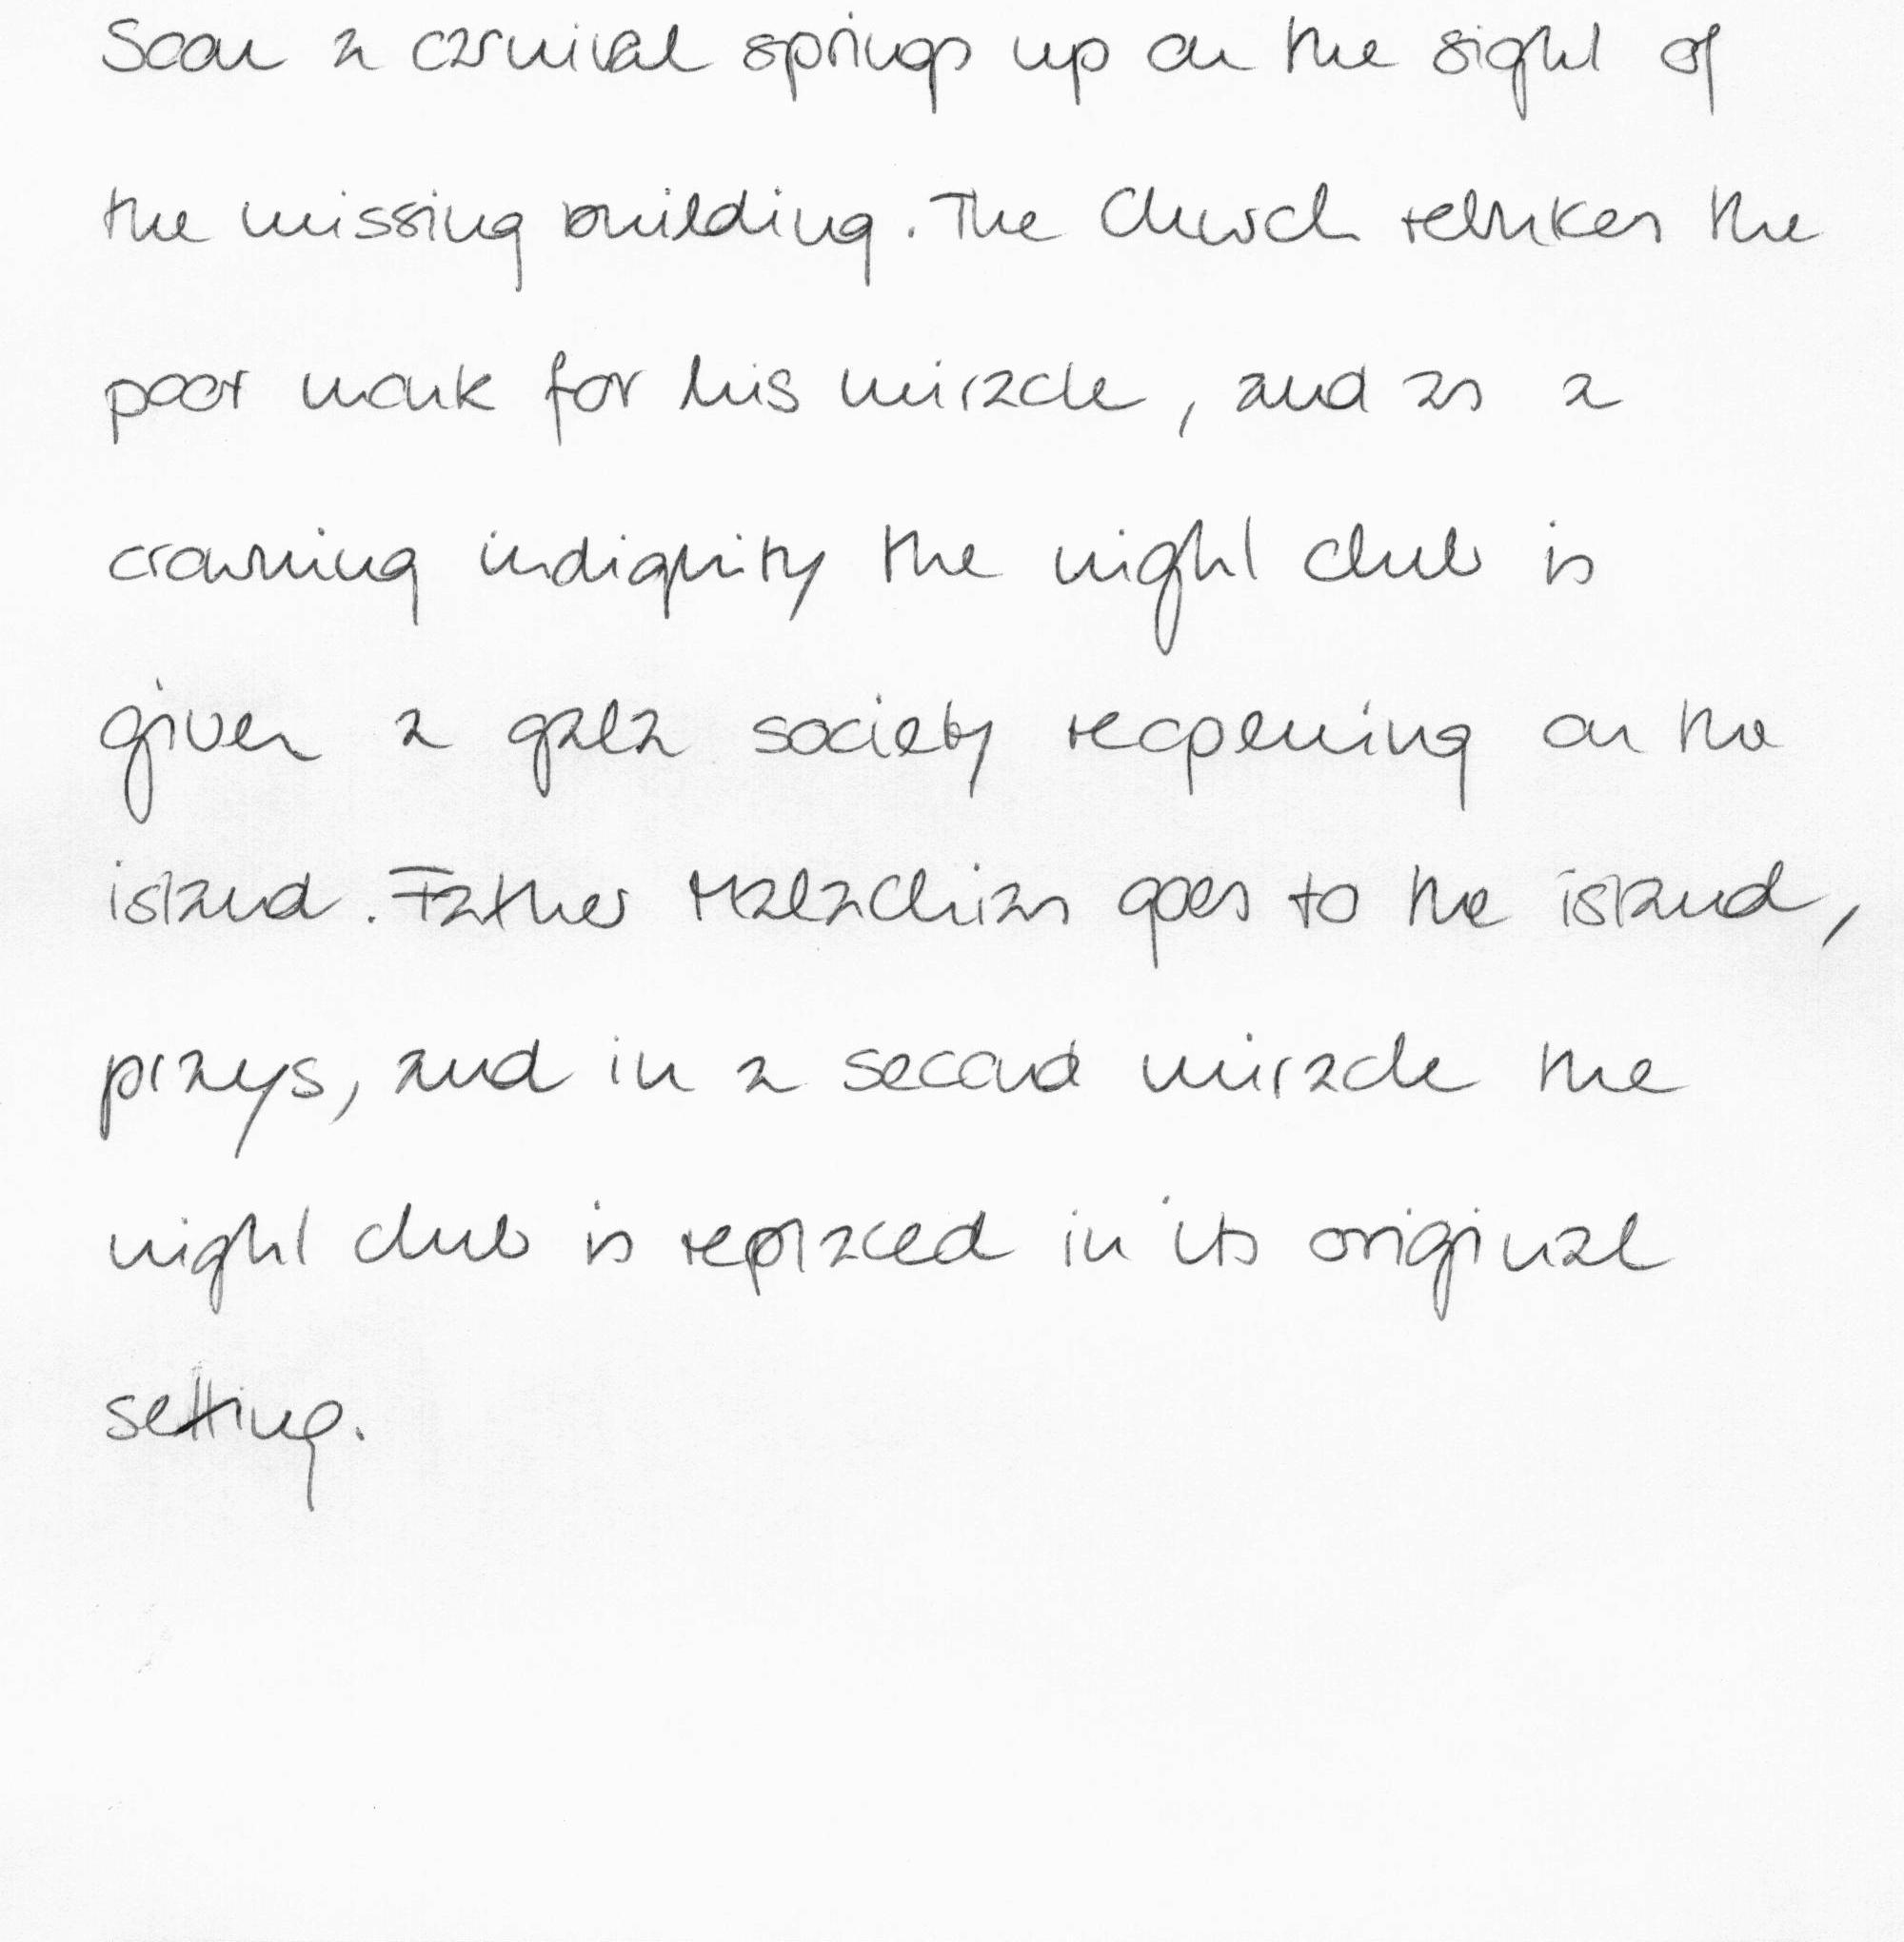 Soon a carnival springs up on the sight of
the missing building. The Church rebukes the
poor monk for his miracle, and as a
crowning indignity the night club is
given a gala society reopening on the
island. Father Malachias goes to the island,
prays, and in a second miracle the
night club is replaced in its original
setting.